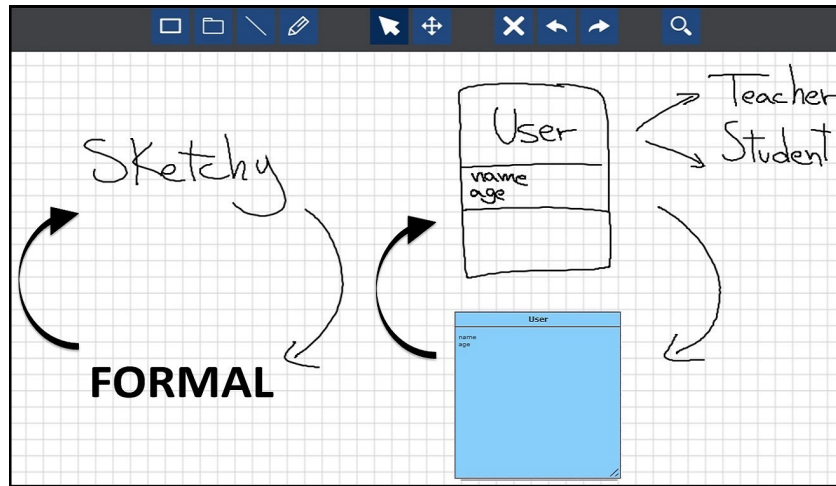 Sketchy
FORMAL
User
name
age
Teacher
Student
User
name
age